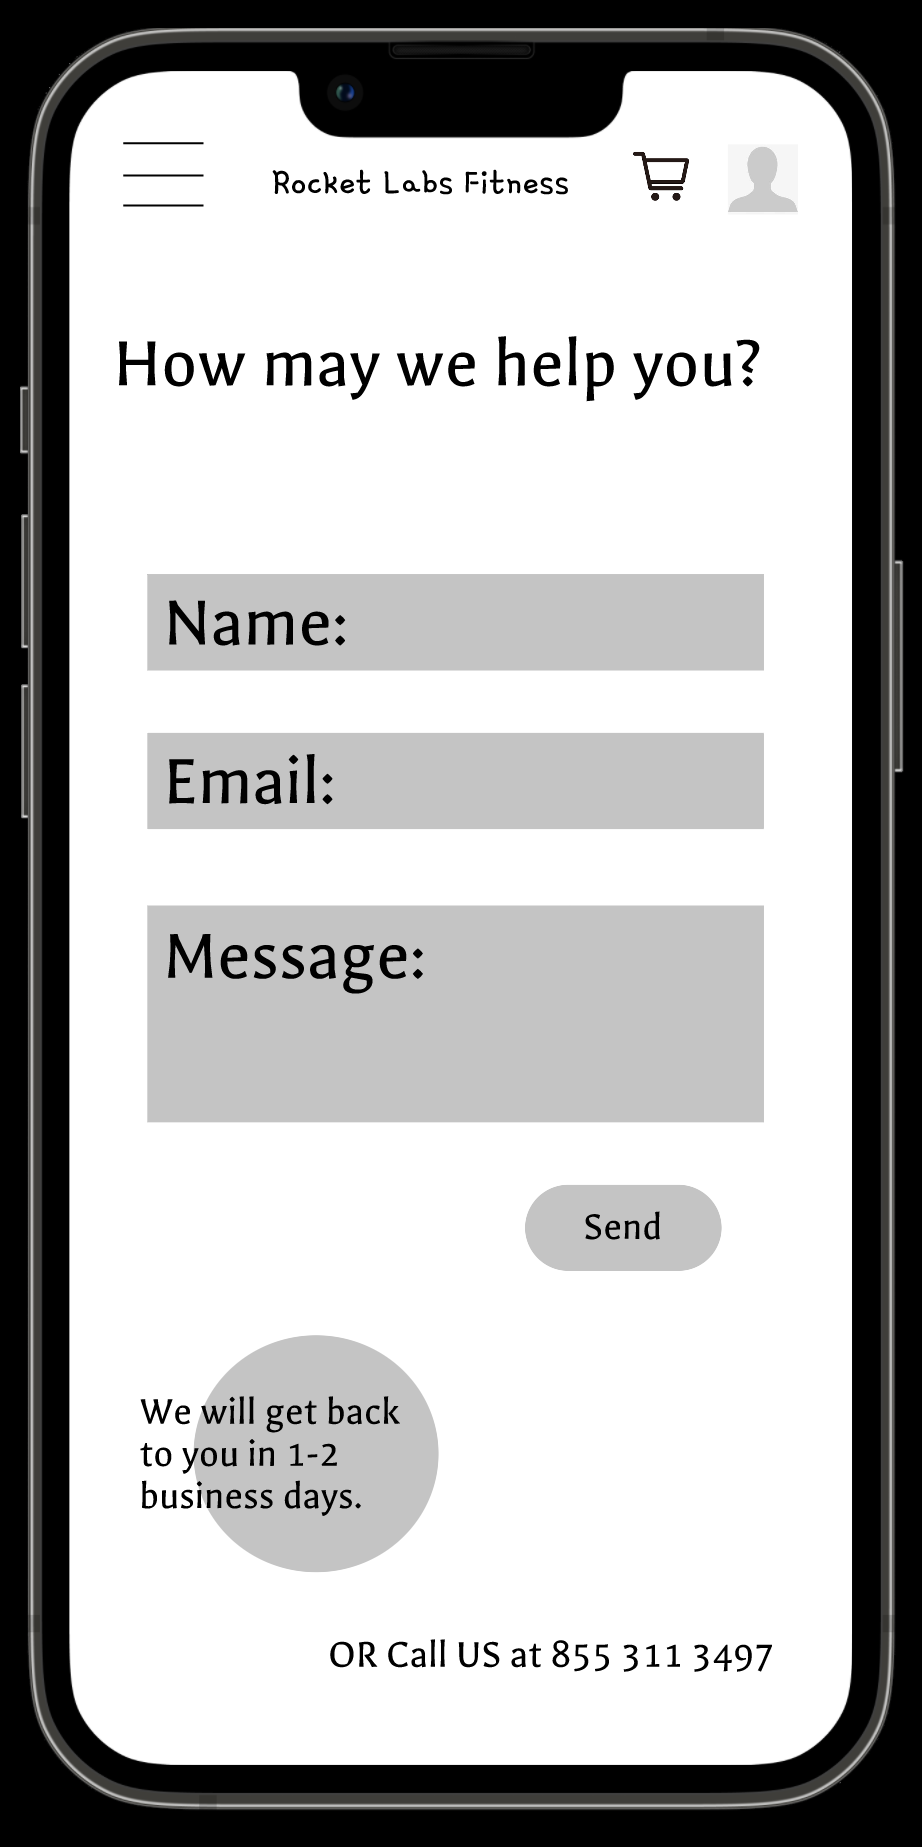 Rocket Labs Fitness
How may we help you?
Name:
Email:
Message:
Send
We will get back
to you in 1-2
business days.
OR Call US at 855 311 3497